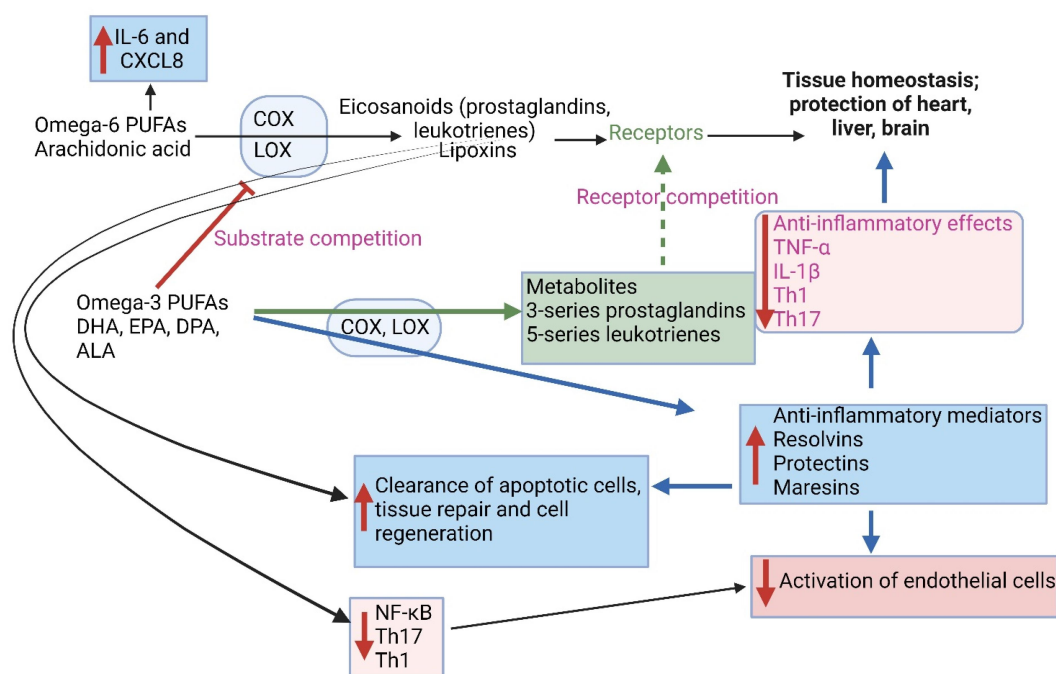 IL-6 and
CXCL8
Omega-6 PUFAs
Arachidonic acid
COX
LOX
Eicosanoids (prostaglandins,
leukotrienes)
Lipoxins
Receptors
Tissue homeostasis;
protection of heart,
liver, brain
Substrate competition
Receptor competition
Anti-inflammatory effects
TNF-α
IL-1β
Th1
Th17
Omega-3 PUFAs
DHA, EPA, DPA,
ALA
COX, LOX
Metabolites
3-series prostaglandins
5-series leukotrienes
Anti-inflammatory mediators
Resolvins
Protectins
Maresins
Clearance of apoptotic cells,
tissue repair and cell
regeneration
Activation of endothelial cells
NF-κB
Th17
Th1